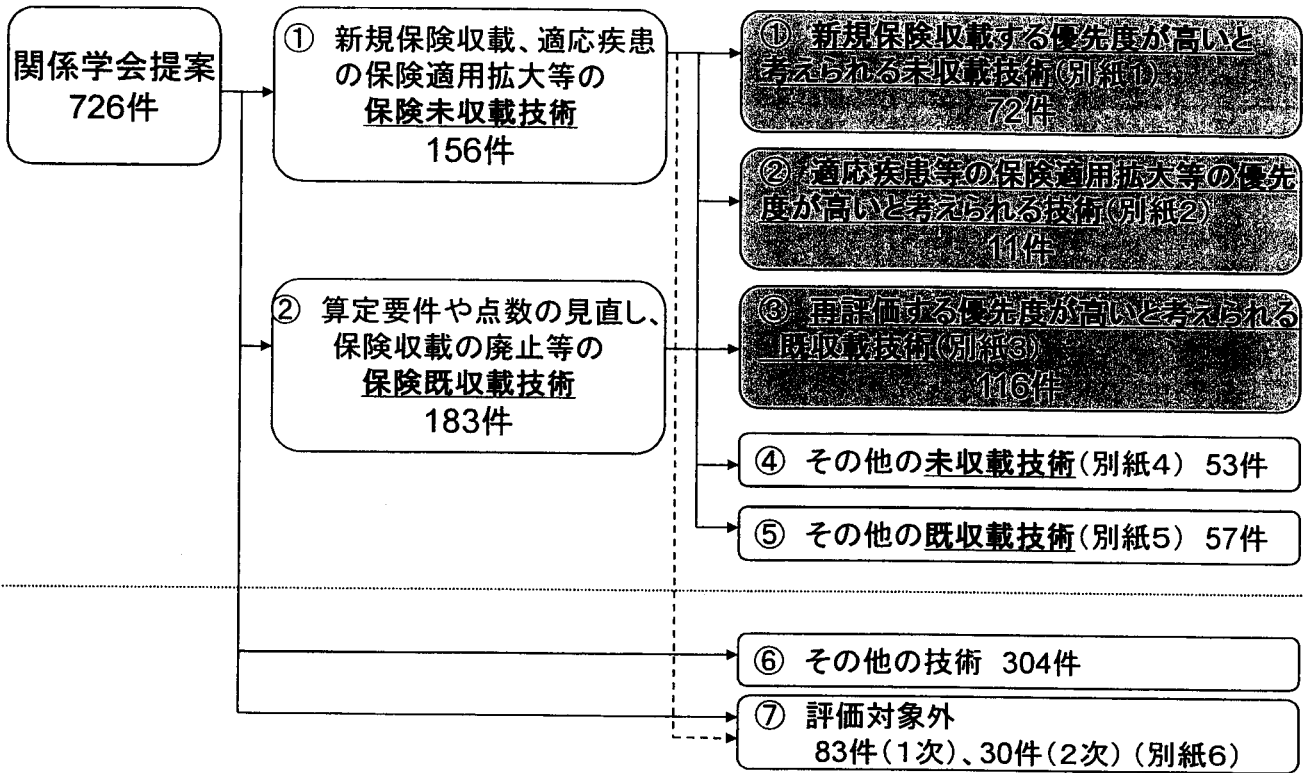 関係学会提案
726件
① 新規保険収載、適応疾患
の保険適用拡大等の
保険未収載技術
156件
② 算定要件や点数の見直し、
保険収載の廃止等の
保険既収載技術
183件
① 新規保険収載する優先度が高いと
考えられる未収載技術(別紙1)
72件
② 適応疾患等の保険適用拡大等の優先
度が高いと考えられる技術(別紙2)
11件
③ 再評価する優先度が高いと考えられる
既収載技術(別紙3)
116件
④ その他の未収載技術(別紙4) 53件
⑤ その他の既収載技術(別紙5) 57件
⑥ その他の技術 304件
⑦ 評価対象外
83件(1次)、30件(2次) (別紙6)